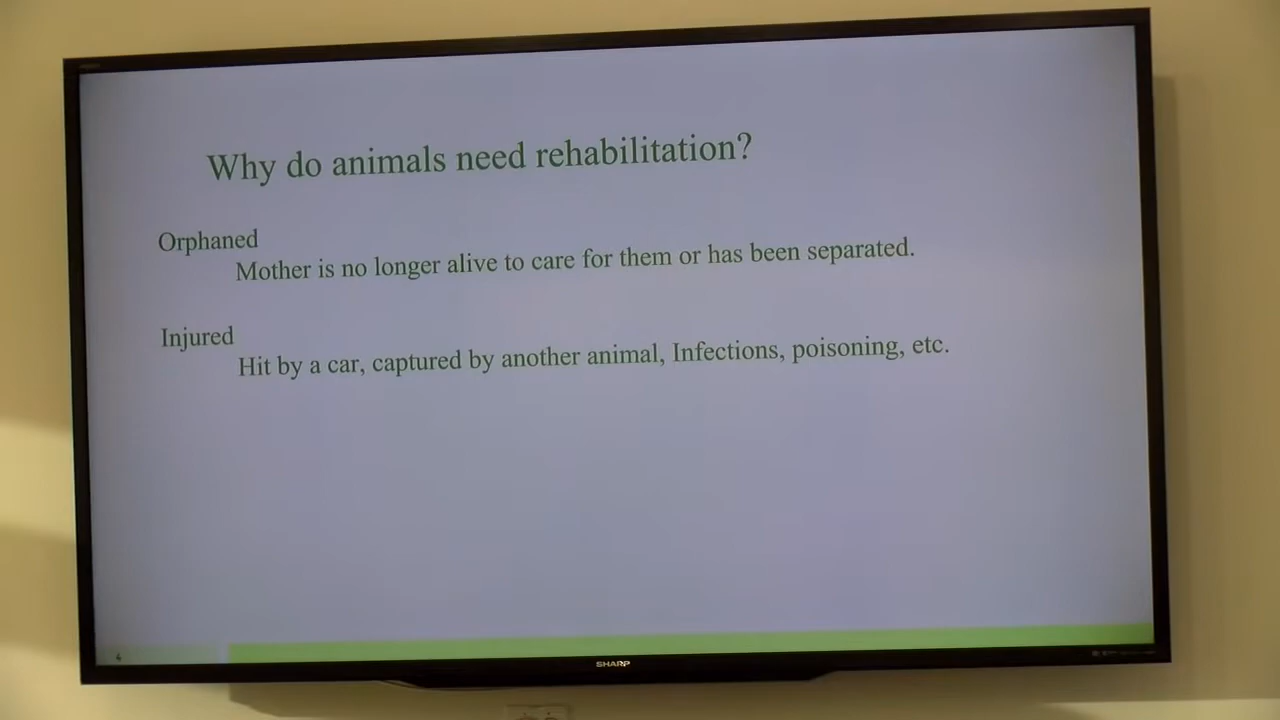 Why do animals need rehabilitation?
Orphaned
Mother is no longer alive to care for them or has been separated.
Injured
Hit by a car, captured by another animal, Infections, poisoning, etc.
4
SHARP